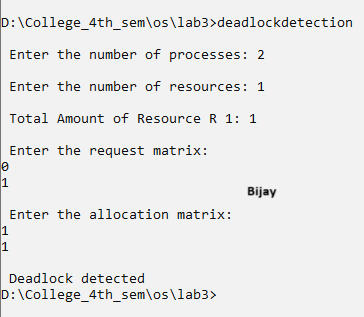 D:\College_4th_sem\os\lab3>deadlockdetection
Enter the number of processes: 2
Enter the number of resources: 1
Total Amount of Resource R 1: 1
Enter the request matrix:
0
1
Bijay
Enter the allocation matrix:
1
1
Deadlock detected
D:\College_4th_sem\os\lab3>